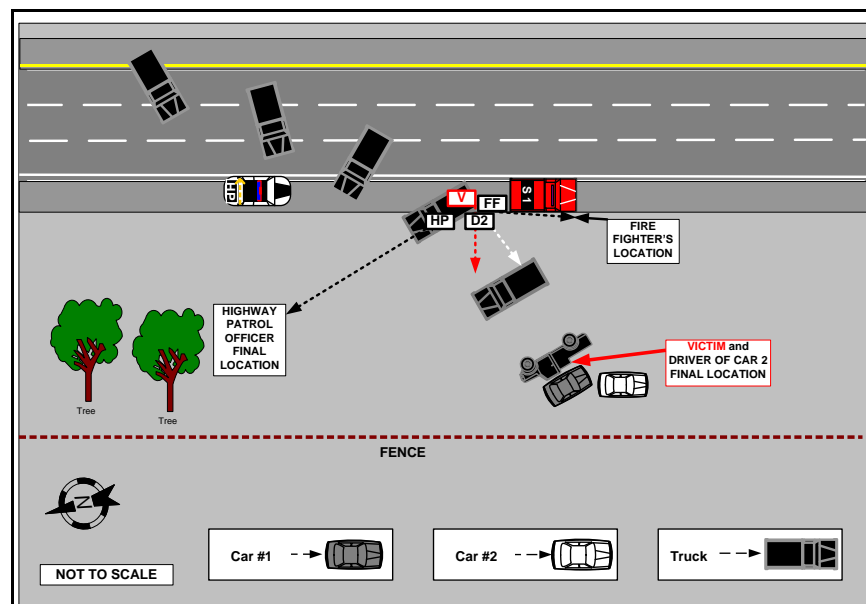 HP
V
FF
HP
D2
S 1
FIRE
FIGHTER'S
LOCATION
HIGHWAY
PATROL
OFFICER
FINAL
LOCATION
VICTIM and
DRIVER OF CAR 2
FINAL LOCATION
Tree
Tree
FENCE
N
NOT TO SCALE
Car #1
Car #2
Truck